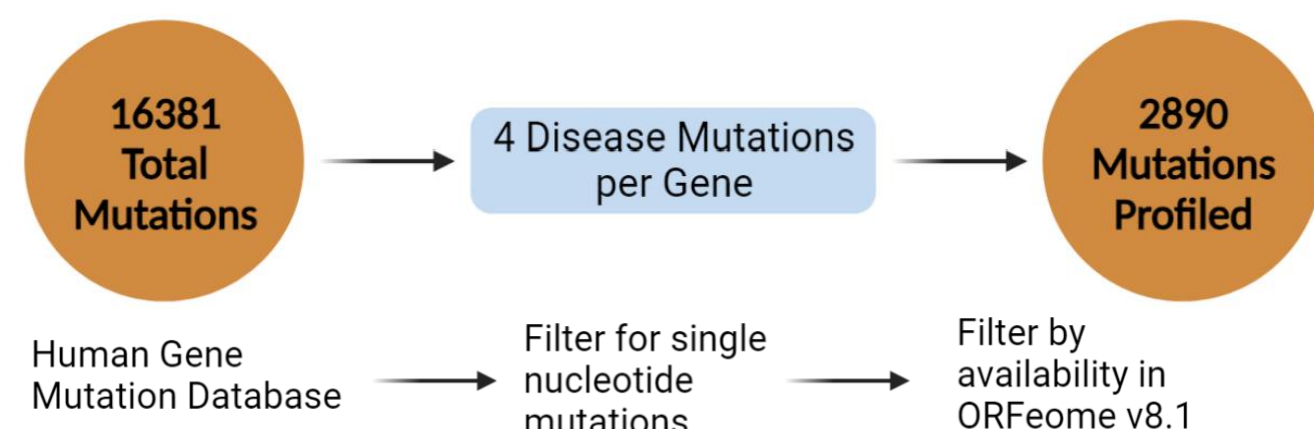 16381
Total
Mutations
4 Disease Mutations
per Gene
2890
Mutations
Profiled
Human Gene
Mutation Database
Filter for single
nucleotide
mutations
Filter by
availability in
ORFeome v8.1